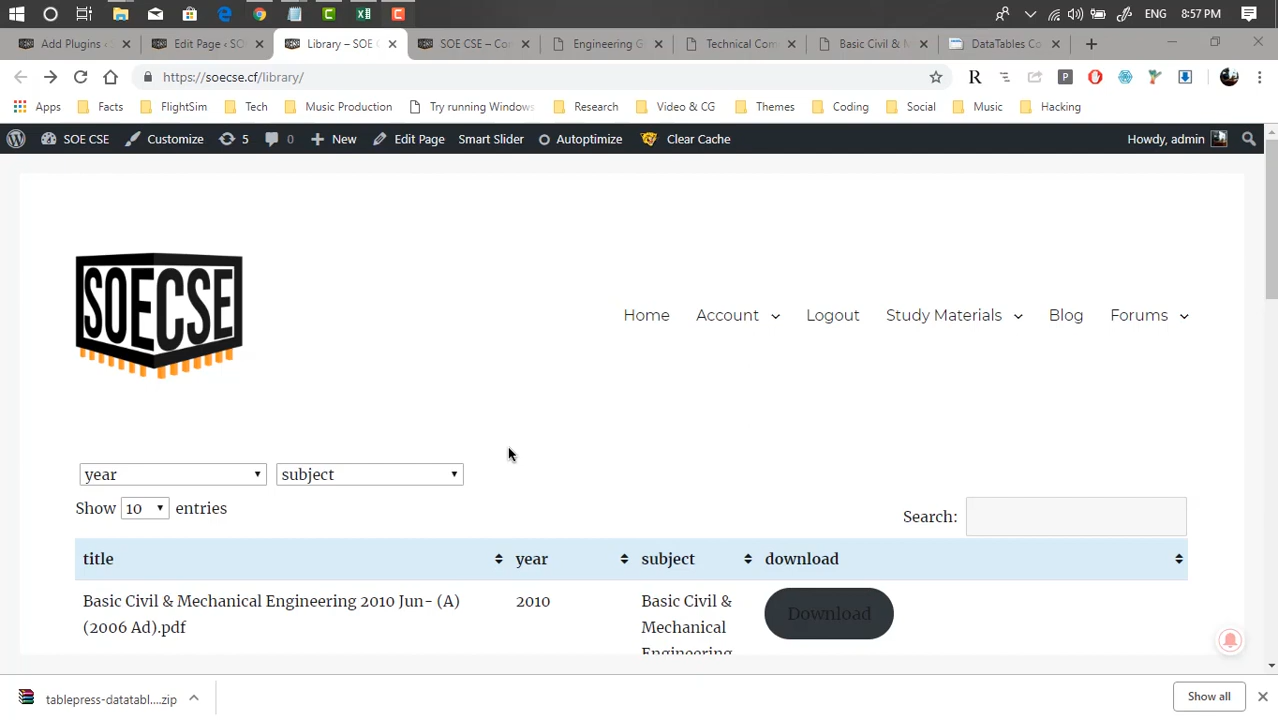 ENG 8:57 PM
Add Plugins ‹
Edit Page ‹ SO
Library – SOE
SOE CSE – Co
Engineering G
Technical Com
Basic Civil & M
DataTables Co
https://soecse.cf/library/
R P
Apps Facts FlightSim Tech Music Production Try running Windows Research Video & CG Themes Coding Social Music Hacking
SOE CSE Customize 5 0 New Edit Page Smart Slider Autoptimize Clear Cache Howdy, admin
SOECSE
Home Account Logout Study Materials Blog Forums
year subject
Show 10 entries Search:
title year subject download
Basic Civil & Mechanical Engineering 2010 Jun- (A) 2010 Basic Civil & Download
(2006 Ad).pdf Mechanical
Engineering
tablepress-datatabl....zip Show all